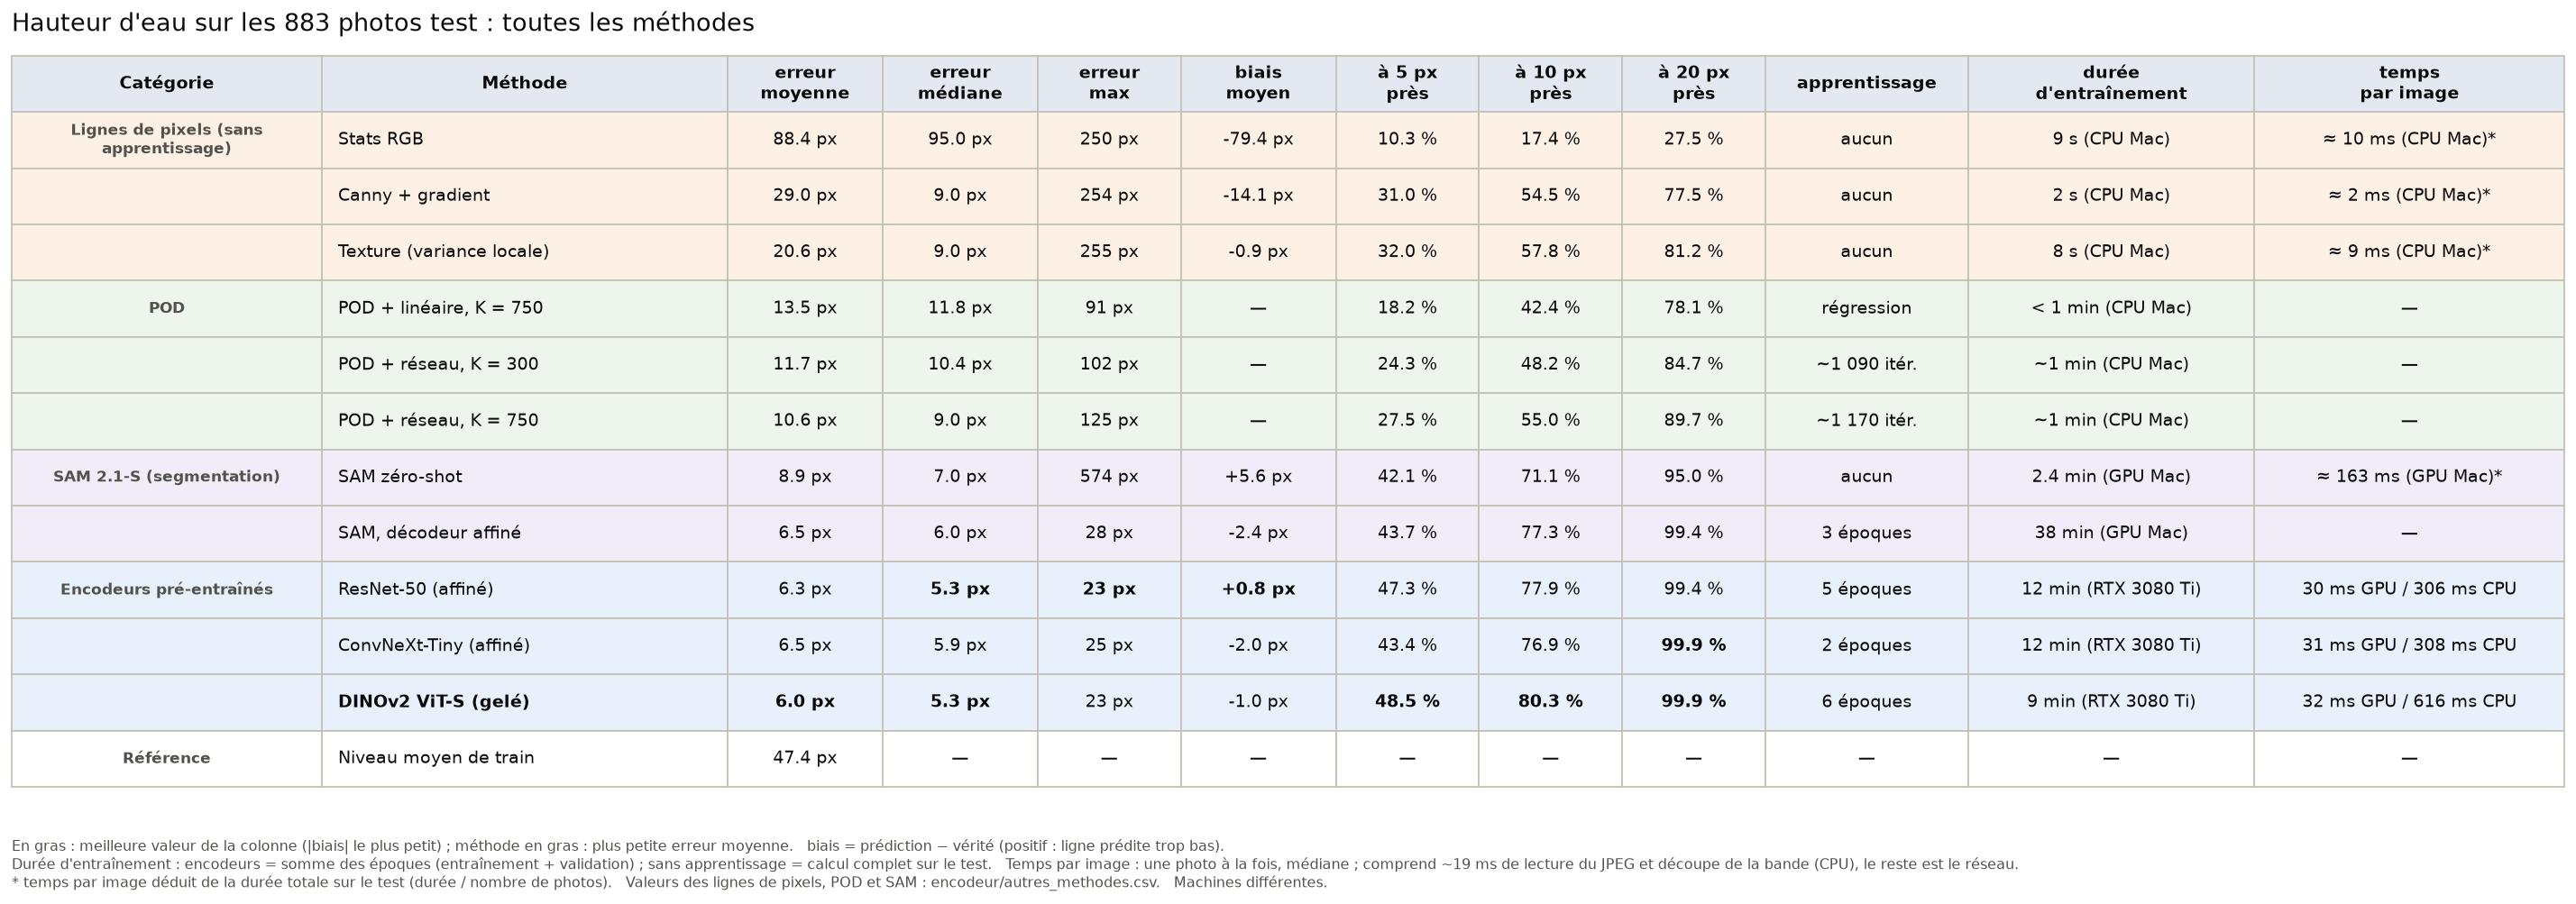 Hauteur d'eau sur les 883 photos test : toutes les méthodes
Catégorie Méthode erreur moyenne erreur médiane erreur max biais moyen à 5 px près à 10 px près à 20 px près apprentissage durée d'entraînement temps par image
Lignes de pixels (sans apprentissage) Stats RGB 88.4 px 95.0 px 250 px -79.4 px 10.3 % 17.4 % 27.5 % aucun 9 s (CPU Mac) ≈ 10 ms (CPU Mac)*
Canny + gradient 29.0 px 9.0 px 254 px -14.1 px 31.0 % 54.5 % 77.5 % aucun 2 s (CPU Mac) ≈ 2 ms (CPU Mac)*
Texture (variance locale) 20.6 px 9.0 px 255 px -0.9 px 32.0 % 57.8 % 81.2 % aucun 8 s (CPU Mac) ≈ 9 ms (CPU Mac)*
POD POD + linéaire, K = 750 13.5 px 11.8 px 91 px — 18.2 % 42.4 % 78.1 % régression < 1 min (CPU Mac) —
POD + réseau, K = 300 11.7 px 10.4 px 102 px — 24.3 % 48.2 % 84.7 % ~1 090 itér. ~1 min (CPU Mac) —
POD + réseau, K = 750 10.6 px 9.0 px 125 px — 27.5 % 55.0 % 89.7 % ~1 170 itér. ~1 min (CPU Mac) —
SAM 2.1-S (segmentation) SAM zéro-shot 8.9 px 7.0 px 574 px +5.6 px 42.1 % 71.1 % 95.0 % aucun 2.4 min (GPU Mac) ≈ 163 ms (GPU Mac)*
SAM, décodeur affiné 6.5 px 6.0 px 28 px -2.4 px 43.7 % 77.3 % 99.4 % 3 époques 38 min (GPU Mac) —
Encodeurs pré-entraînés ResNet-50 (affiné) 6.3 px 5.3 px 23 px +0.8 px 47.3 % 77.9 % 99.4 % 5 époques 12 min (RTX 3080 Ti) 30 ms GPU / 306 ms CPU
ConvNeXt-Tiny (affiné) 6.5 px 5.9 px 25 px -2.0 px 43.4 % 76.9 % 99.9 % 2 époques 12 min (RTX 3080 Ti) 31 ms GPU / 308 ms CPU
DINOv2 ViT-S (gelé) 6.0 px 5.3 px 23 px -1.0 px 48.5 % 80.3 % 99.9 % 6 époques 9 min (RTX 3080 Ti) 32 ms GPU / 616 ms CPU
Référence Niveau moyen de train 47.4 px — — — — — — — — —
En gras : meilleure valeur de la colonne (|biais| le plus petit) ; méthode en gras : plus petite erreur moyenne. biais = prédiction − vérité (positif : ligne prédite trop bas).
Durée d'entraînement : encodeurs = somme des époques (entraînement + validation) ; sans apprentissage = calcul complet sur le test. Temps par image : une photo à la fois, médiane ; comprend ~19 ms de lecture du JPEG et découpe de la bande (CPU), le reste est le réseau.
* temps par image déduit de la durée totale sur le test (durée / nombre de photos). Valeurs des lignes de pixels, POD et SAM : encodeur/autres_methodes.csv. Machines différentes.